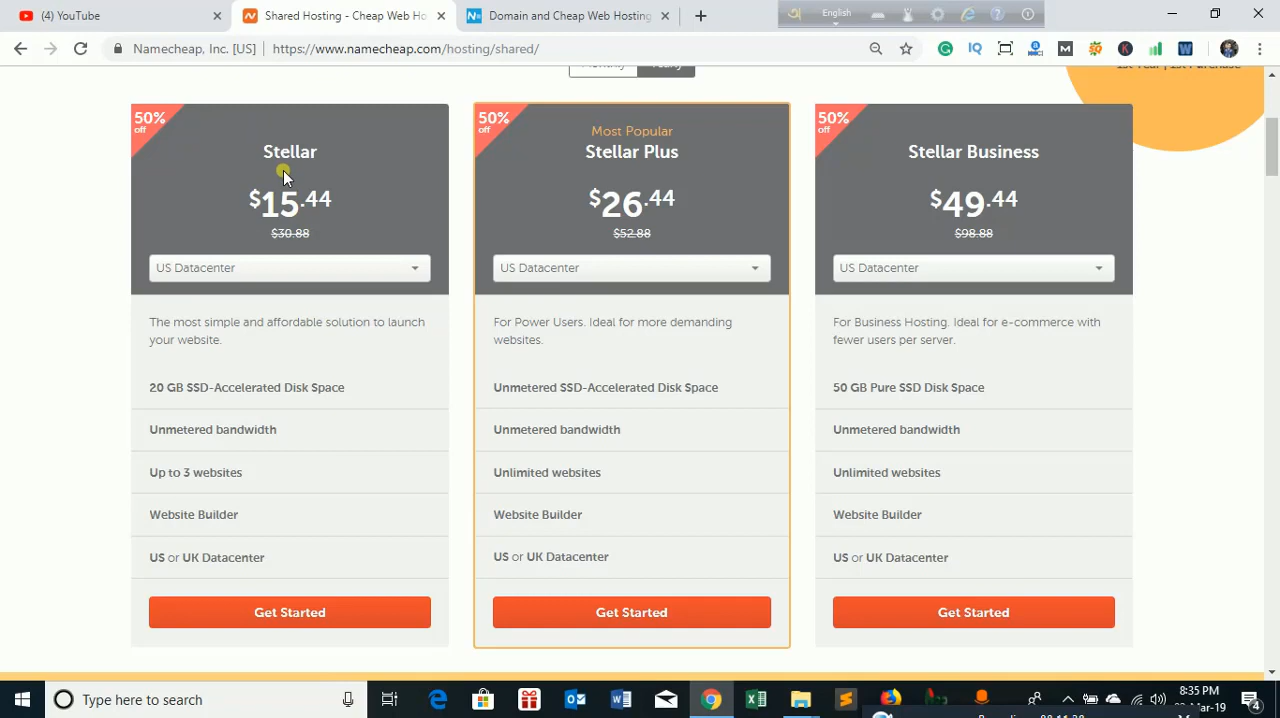 (4) YouTube
Shared Hosting - Cheap Web Ho
Domain and Cheap Web Hosting
English
Namecheap, Inc. [US]
https://www.namecheap.com/hosting/shared/
50% off
Stellar
$15.44
$30.88
US Datacenter
The most simple and affordable solution to launch
your website.
20 GB SSD-Accelerated Disk Space
Unmetered bandwidth
Up to 3 websites
Website Builder
US or UK Datacenter
Get Started
50% off
Most Popular
Stellar Plus
$26.44
$52.88
US Datacenter
For Power Users. Ideal for more demanding
websites.
Unmetered SSD-Accelerated Disk Space
Unmetered bandwidth
Unlimited websites
Website Builder
US or UK Datacenter
Get Started
50% off
Stellar Business
$49.44
$98.88
US Datacenter
For Business Hosting. Ideal for e-commerce with
fewer users per server.
50 GB Pure SSD Disk Space
Unmetered bandwidth
Unlimited websites
Website Builder
US or UK Datacenter
Get Started
Type here to search
8:35 PM
-Mar-19
4